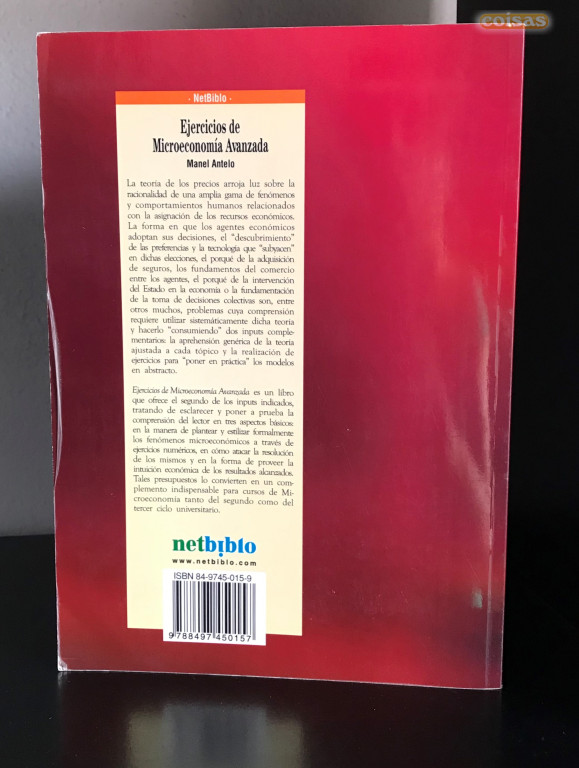 coisas
- NetBiblo -
Ejercicios de
Microeconomía Avanzada
Manel Antelo
La teoría de los precios arroja luz sobre la
racionalidad de una amplia gama de fenómenos
y comportamientos humanos relacionados
con la asignación de los recursos económicos.
La forma en que los agentes económicos
adoptan sus decisiones, el "descubrimiento"
de las preferencias y la tecnología que "subyacen"
en dichas elecciones, el porqué de la adquisición
de seguros, los fundamentos del comercio
entre los agentes, el porqué de la intervención
del Estado en la economía o la fundamentación
de la toma de decisiones colectivas son, entre
otros muchos, problemas cuya comprensión
requiere utilizar sistemáticamente dicha teoría
y hacerlo "consumiendo" dos inputs comple-
mentarios: la aprehensión genérica de la teoría
ajustada a cada tópico y la realización de
ejercicios para "poner en práctica" los modelos
en abstracto.
Ejercicios de Microeconomía Avanzada es un libro
que ofrece el segundo de los inputs indicados,
tratando de esclarecer y poner a prueba la
comprensión del lector en tres aspectos básicos:
en la manera de plantear y estilizar formalmente
los fenómenos microeconómicos a través de
ejercicios numéricos, en cómo atacar la resolución
de los mismos y en la forma de proveer la
intuición económica de los resultados alcanzados.
Tales presupuestos lo convierten en un com-
plemento indispensable para cursos de Mi-
croeconomía tanto del segundo como del
tercer ciclo universitario.
netbiblo
www.netbiblo.com
ISBN 84-9745-015-9
9 788497 450157